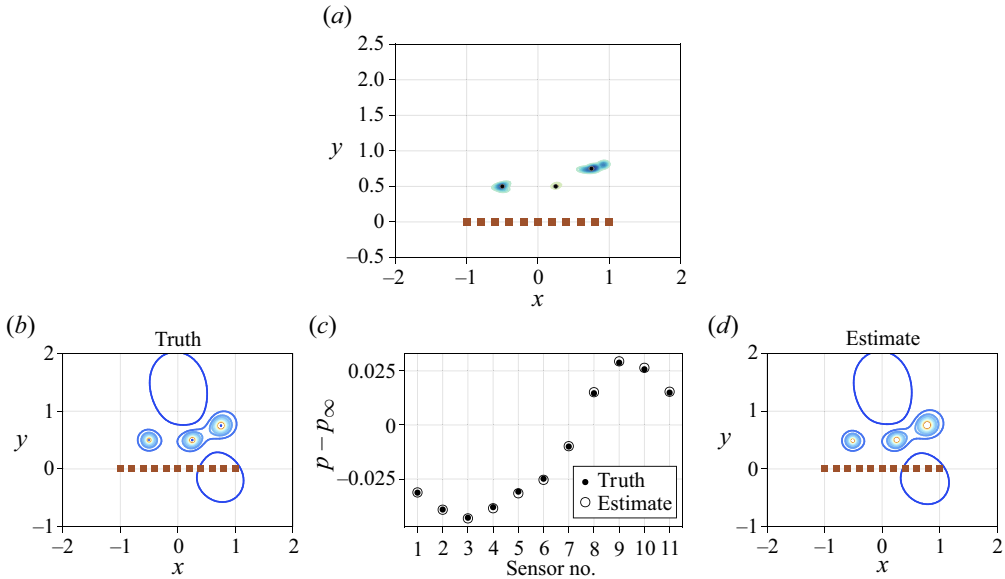 (a)
2.5
2.0
1.5
y
1.0
0.5
0
–0.5
–2
–1
0
1
2
x
(b)
Truth
2
1
y
0
–1
–2
–1
0
1
2
x
(c)
0.025
0
–0.025
p – p∞
Truth
Estimate
1 2 3 4 5 6 7 8 9 10 11
Sensor no.
(d)
Estimate
2
1
y
0
–1
–2
–1
0
1
2
x